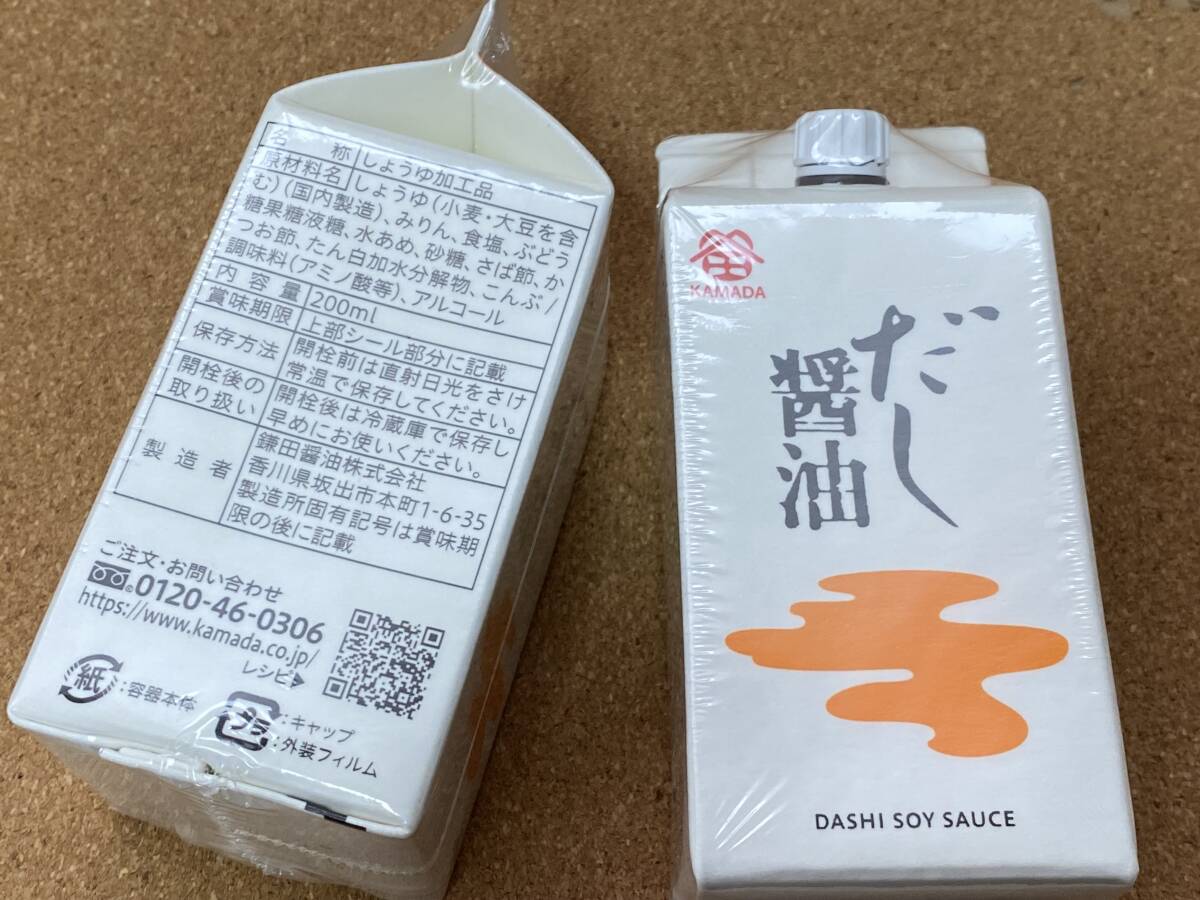 名称 しょうゆ加工品
原材料名 しょうゆ(小麦・大豆を含
む)(国内製造)、みりん、食塩、ぶどう
糖果糖液糖、水あめ、砂糖、さば節、か
つお節、たん白加水分解物、こんぶ/
調味料(アミノ酸等)、アルコール
内容量 200ml
賞味期限 上部シール部分に記載
保存方法 開栓前は直射日光をさけ
常温で保存してください。
開栓後の 開栓後は冷蔵庫で保存し
取り扱い 早めにお使いください。
製造者 鎌田醤油株式会社
香川県坂出市本町1-6-35
製造所固有記号は賞味期
限の後に記載
ご注文・お問い合わせ
0120-46-0306
https://www.kamada.co.jp/
レシピ▶
紙 :容器本体
プラ :キャップ
:外装フィルム
KAMADA
だし
醤油
DASHI SOY SAUCE